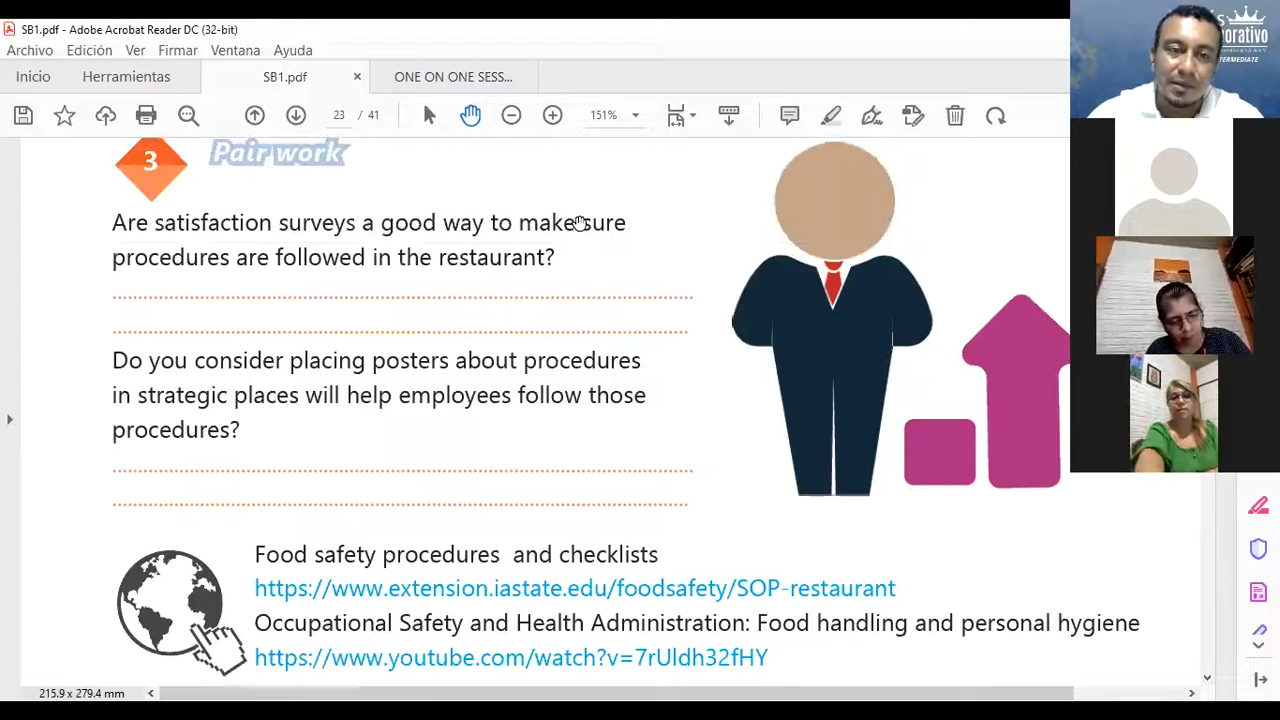 SB1.pdf - Adobe Acrobat Reader DC (32-bit)
Archivo Edición Ver Firmar Ventana Ayuda
Inicio Herramientas SB1.pdf × ONE ON ONE SESS...
23 / 41 151%
3 Pair work
Are satisfaction surveys a good way to make sure
procedures are followed in the restaurant?
Do you consider placing posters about procedures
in strategic places will help employees follow those
procedures?
Food safety procedures and checklists
https://www.extension.iastate.edu/foodsafety/SOP-restaurant
Occupational Safety and Health Administration: Food handling and personal hygiene
https://www.youtube.com/watch?v=7rUldh32fHY
215.9 x 279.4 mm